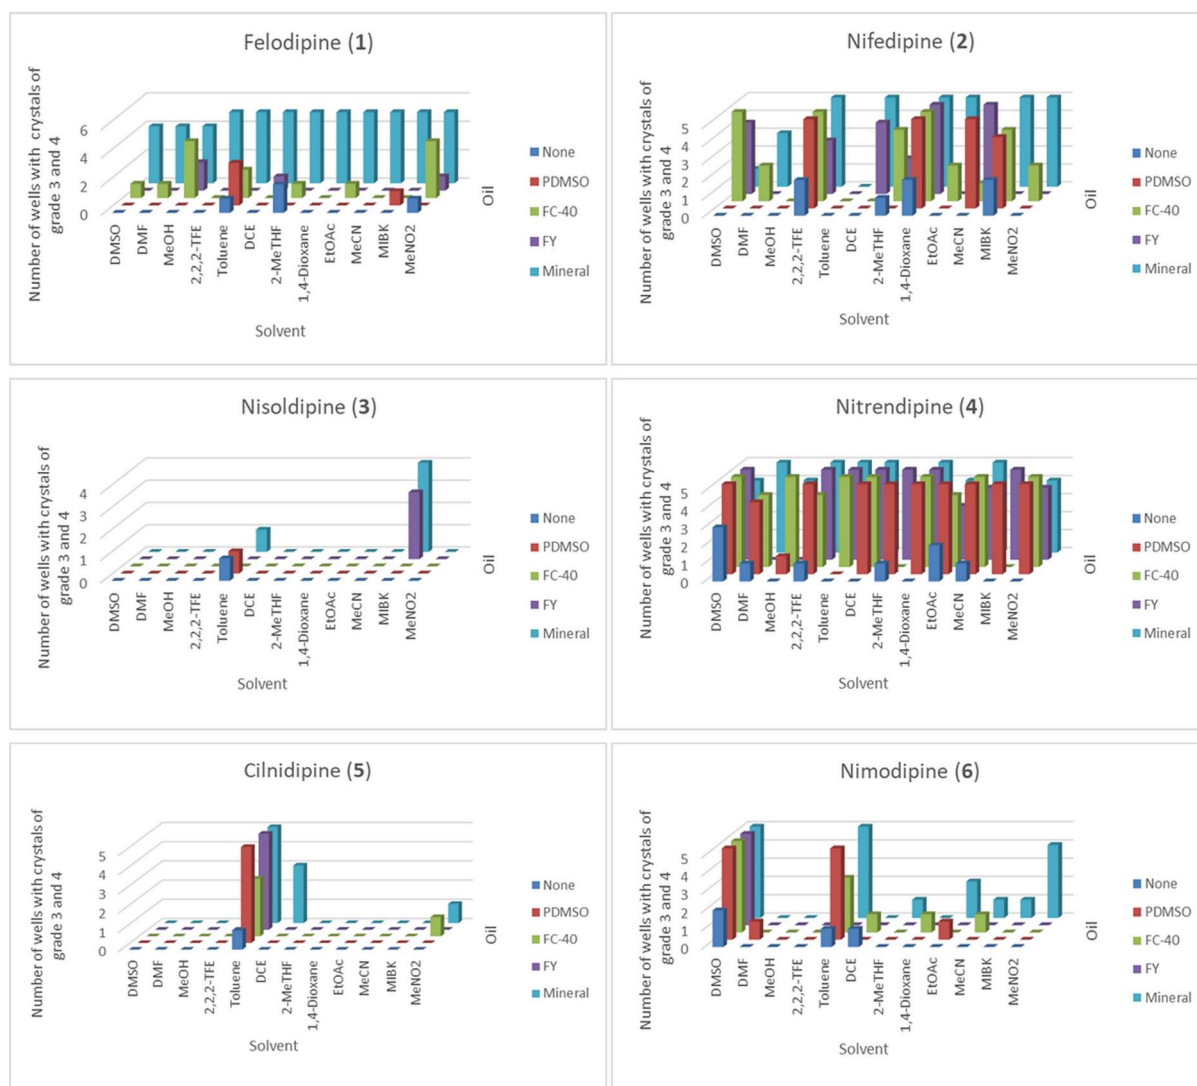 Felodipine (1)
Number of wells with crystals of
grade 3 and 4
6
4
2
0
DMSO
DMF
MeOH
2,2,2-TFE
Toluene
DCE
2-MeTHF
1,4-Dioxane
EtOAc
MeCN
MIBK
MeNO2
Solvent
Oil
None
PDMSO
FC-40
FY
Mineral
Nifedipine (2)
Number of wells with crystals of
grade 3 and 4
5
4
3
2
1
0
DMSO
DMF
MeOH
2,2,2-TFE
Toluene
DCE
2-MeTHF
1,4-Dioxane
EtOAc
MeCN
MIBK
MeNO2
Solvent
Oil
None
PDMSO
FC-40
FY
Mineral
Nisoldipine (3)
Number of wells with crystals of
grade 3 and 4
4
3
2
1
0
DMSO
DMF
MeOH
2,2,2-TFE
Toluene
DCE
2-MeTHF
1,4-Dioxane
EtOAc
MeCN
MIBK
MeNO2
Solvent
Oil
None
PDMSO
FC-40
FY
Mineral
Nitrendipine (4)
Number of wells with crystals of
grade 3 and 4
5
4
3
2
1
0
DMSO
DMF
MeOH
2,2,2-TFE
Toluene
DCE
2-MeTHF
1,4-Dioxane
EtOAc
MeCN
MIBK
MeNO2
Solvent
Oil
None
PDMSO
FC-40
FY
Mineral
Cilnidipine (5)
Number of wells with crystals of
grade 3 and 4
5
4
3
2
1
0
DMSO
DMF
MeOH
2,2,2-TFE
Toluene
DCE
2-MeTHF
1,4-Dioxane
EtOAc
MeCN
MIBK
MeNO2
Solvent
Oil
None
PDMSO
FC-40
FY
Mineral
Nimodipine (6)
Number of wells with crystals of
grade 3 and 4
5
4
3
2
1
0
DMSO
DMF
MeOH
2,2,2-TFE
Toluene
DCE
2-MeTHF
1,4-Dioxane
EtOAc
MeCN
MIBK
MeNO2
Solvent
Oil
None
PDMSO
FC-40
FY
Mineral